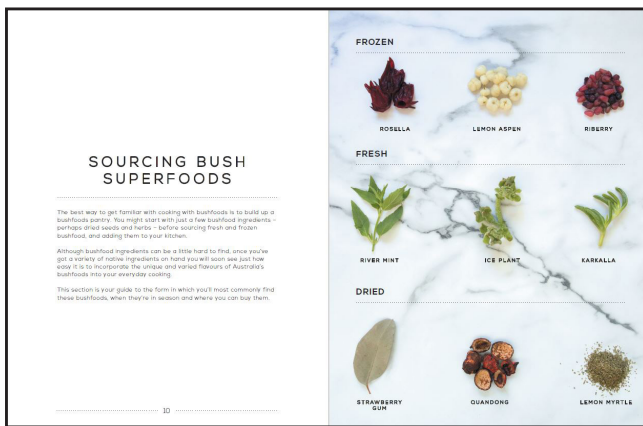 SOURCING BUSH
SUPERFOODS
The best way to get familiar with cooking with bushfoods is to build up a
bushfoods pantry. You might start with just a few bushfood ingredients –
perhaps dried seeds and herbs – before sourcing fresh and frozen
bushfood, and adding them to your kitchen.
Although bushfood ingredients can be a little hard to find, once you've
got a variety of native ingredients on hand you will soon see just how
easy it is to incorporate the unique and varied flavours of Australia's
bushfoods into your everyday cooking.
This section is your guide to the form in which you'll most commonly find
these bushfoods, when they're in season and where you can buy them.
10
FROZEN
ROSELLA
LEMON ASPEN
RIBERRY
FRESH
RIVER MINT
ICE PLANT
KARKALLA
DRIED
STRAWBERRY
GUM
QUANDONG
LEMON MYRTLE